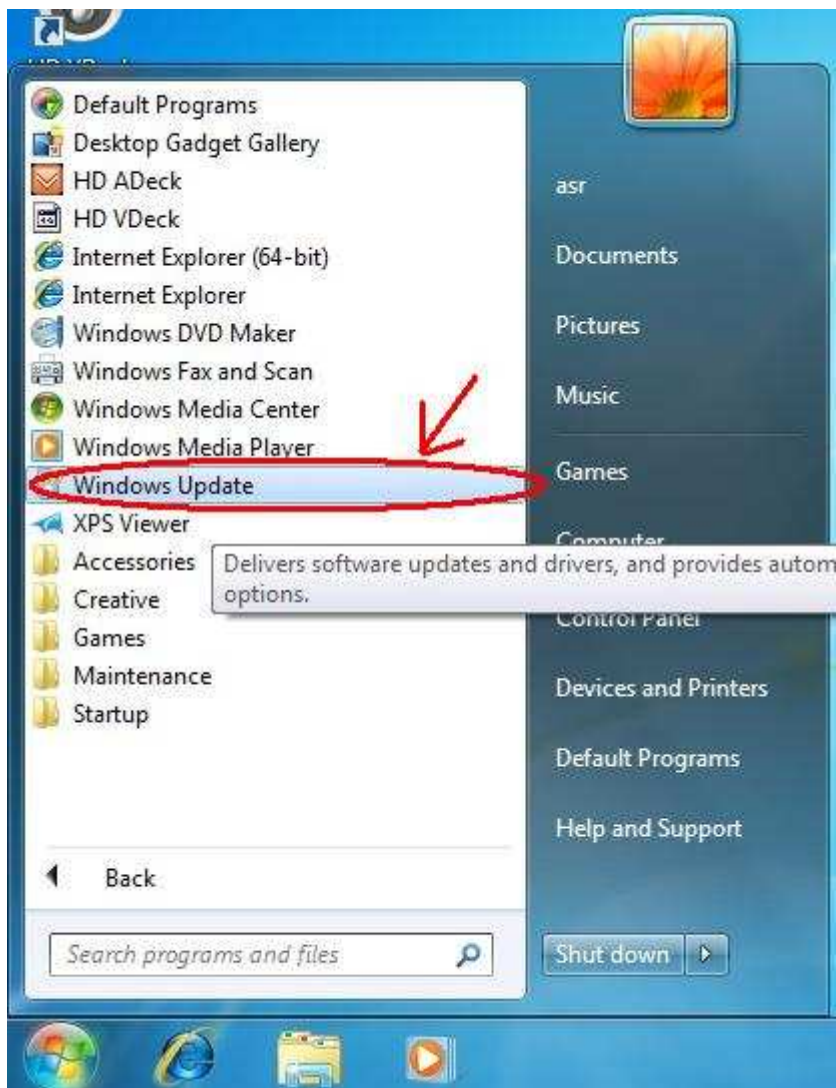 Default Programs
Desktop Gadget Gallery
HD ADeck
HD VDeck
Internet Explorer (64-bit)
Internet Explorer
Windows DVD Maker
Windows Fax and Scan
Windows Media Center
Windows Media Player
Windows Update
XPS Viewer
Accessories
Creative
Games
Maintenance
Startup
Delivers software updates and drivers, and provides autom
options.
Back
Search programs and files
asr
Documents
Pictures
Music
Games
Computer
Control Panel
Devices and Printers
Default Programs
Help and Support
Shut down